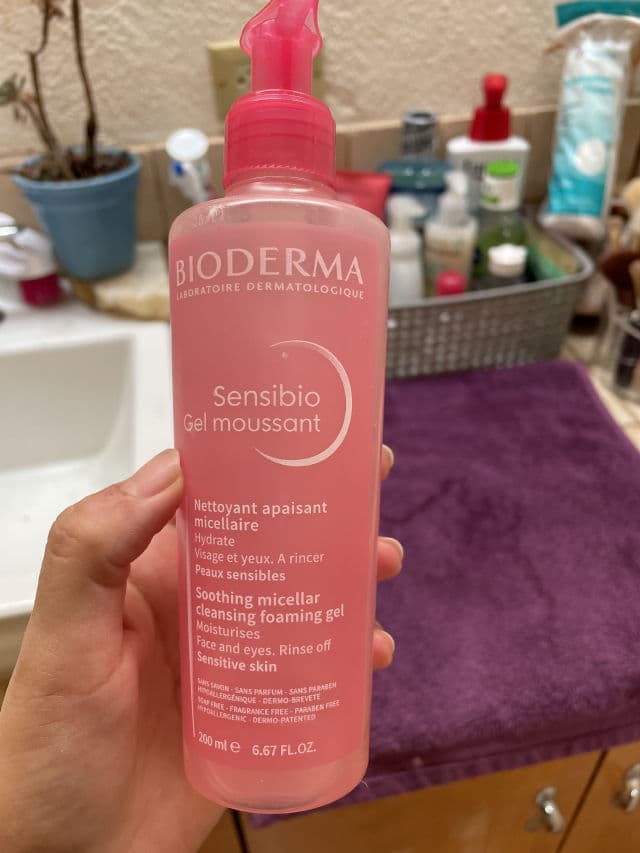 BIODERMA
LABORATOIRE DERMATOLOGIQUE
Sensibio
Gel moussant
Nettoyant apaisant
micellaire
Hydrate
Visage et yeux. A rincer
Peaux sensibles
Soothing micellar
cleansing foaming gel
Moisturises
Face and eyes. Rinse off
Sensitive skin
SANS SAVON - SANS PARFUM - SANS PARABEN
HYPOALLERGÉNIQUE - DERMO-BREVETÉ
SOAP FREE - FRAGRANCE FREE - PARABEN FREE
HYPOALLERGENIC - DERMO-PATENTED
200 ml e 6.67 FL.OZ.